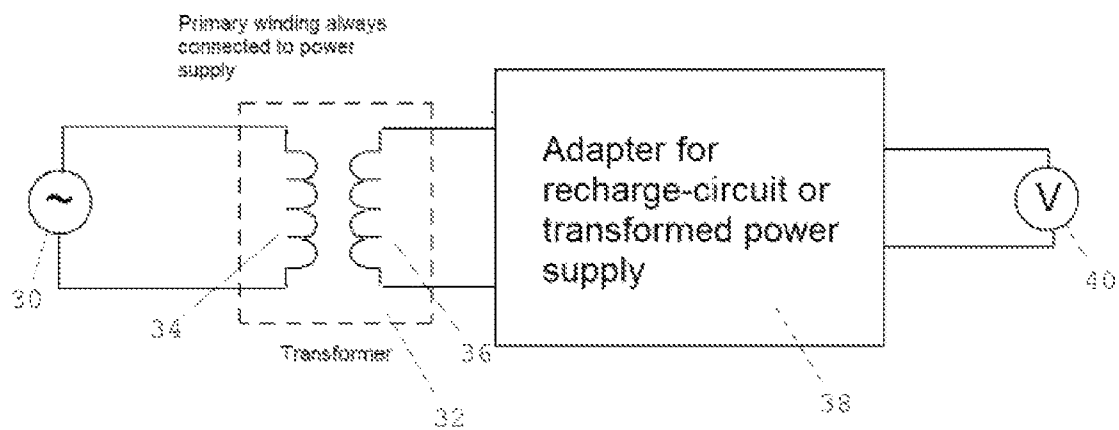 Primary winding always
connected to power
supply
Adapter for
recharge-circuit or
transformed power
supply
~
V
30
34
36
40
Transformer
32
38